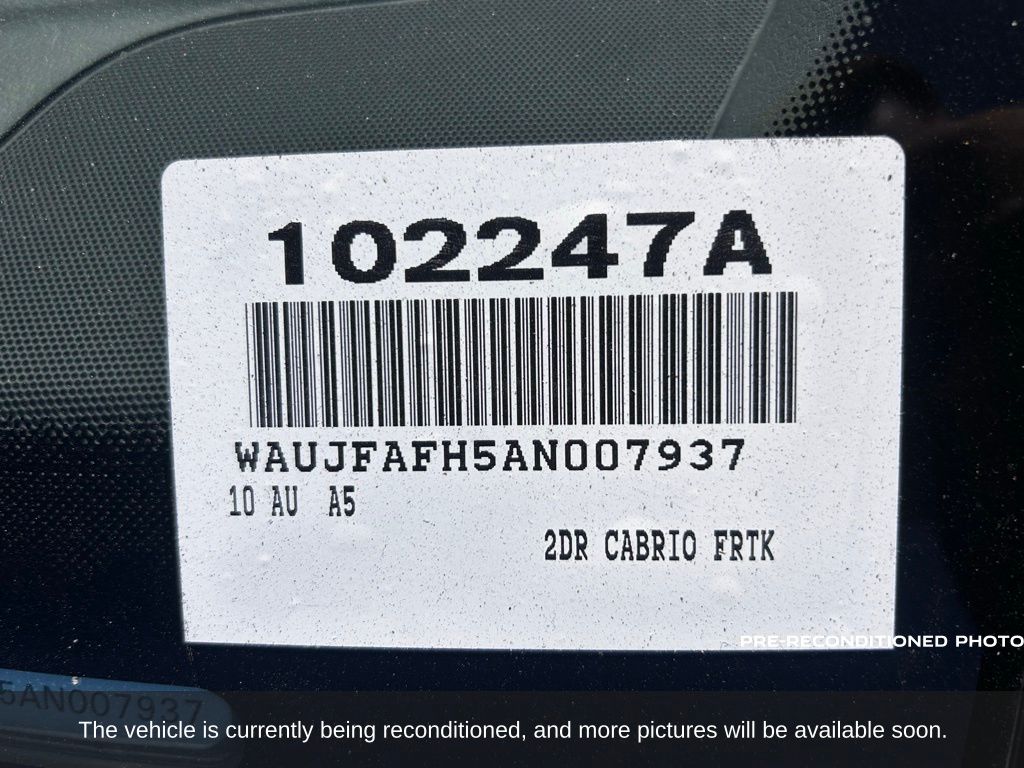 102247A
WAUJFAFH5AN007937
10 AU A5
2DR CABRIO FRTK
PRE-RECONDITIONED PHOTO
5AN007937
The vehicle is currently being reconditioned, and more pictures will be available soon.